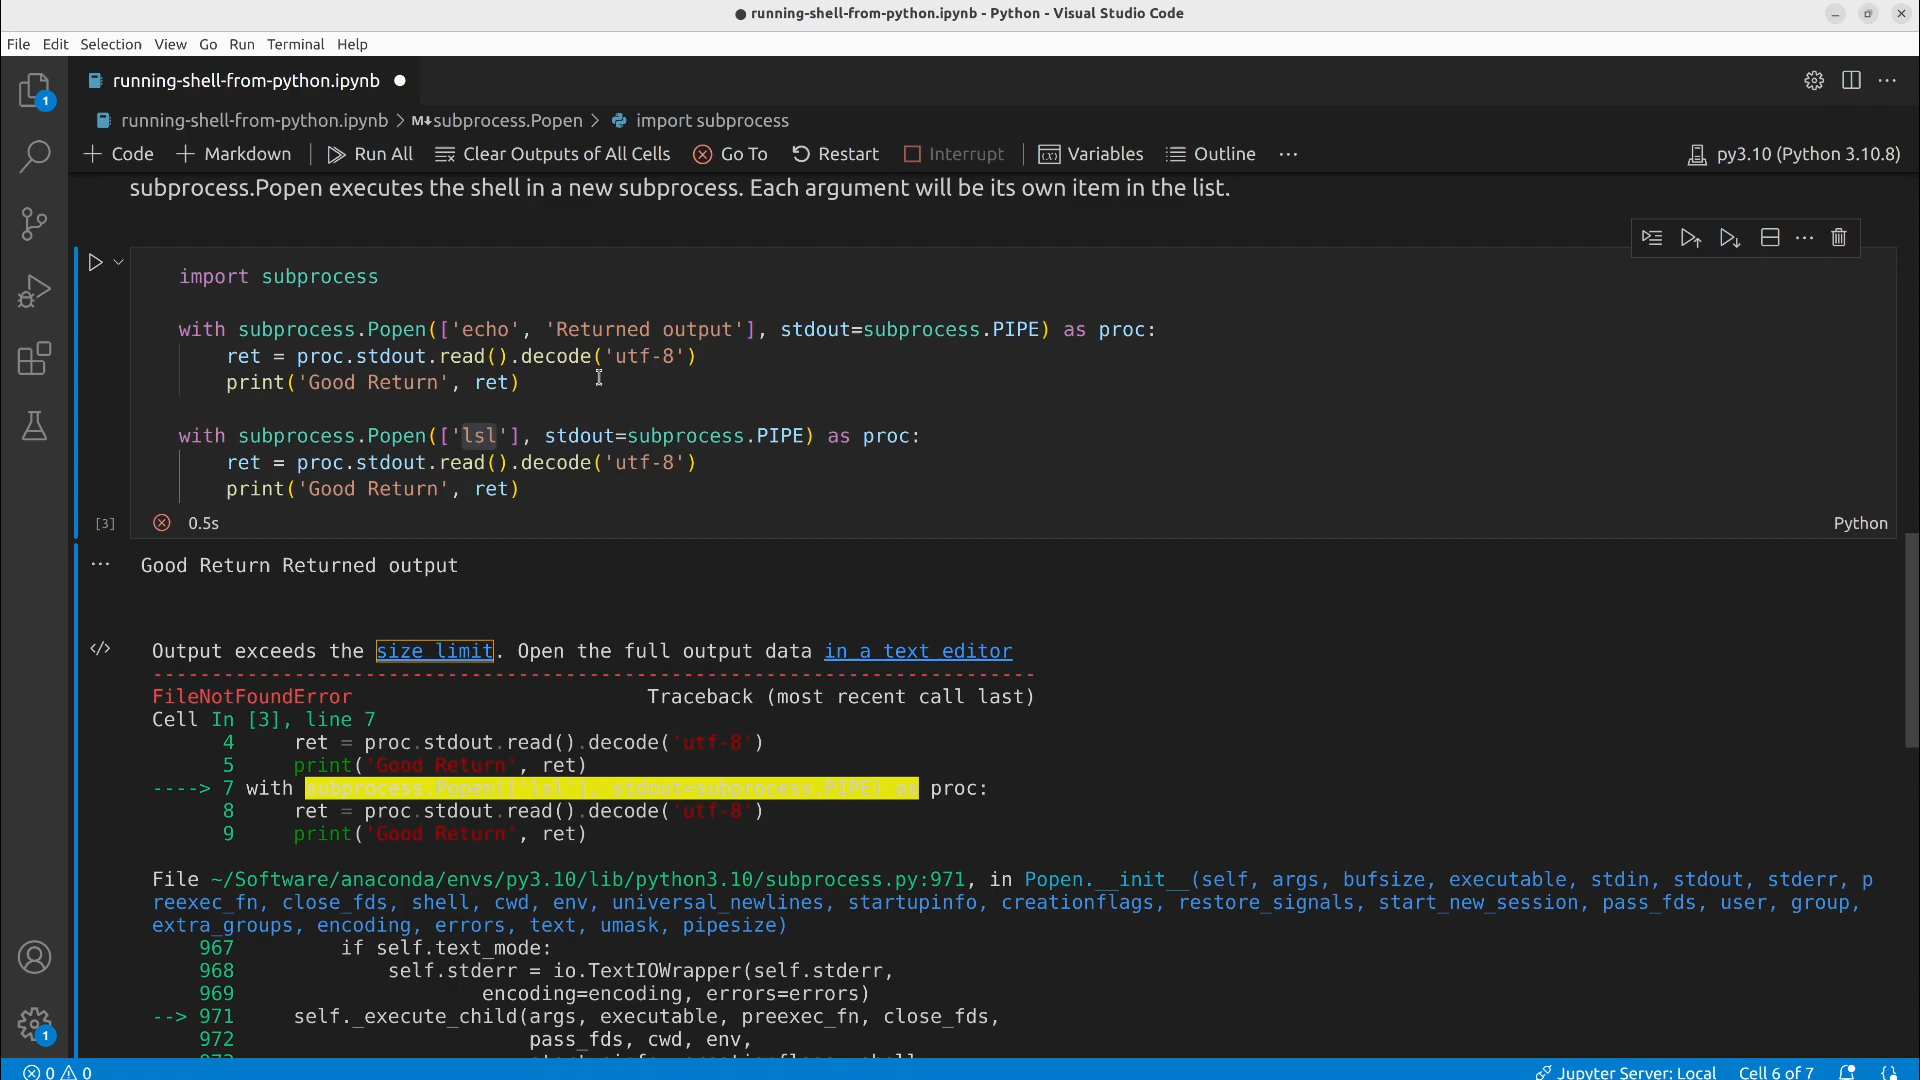 running-shell-from-python.ipynb - Python - Visual Studio Code
File Edit Selection View Go Run Terminal Help
1
running-shell-from-python.ipynb
running-shell-from-python.ipynb > M↓subprocess.Popen > import subprocess
+ Code + Markdown | Run All Clear Outputs of All Cells Go To Restart Interrupt | Variables Outline ··· py3.10 (Python 3.10.8)
subprocess.Popen executes the shell in a new subprocess. Each argument will be its own item in the list.
import subprocess
with subprocess.Popen(['echo', 'Returned output'], stdout=subprocess.PIPE) as proc:
ret = proc.stdout.read().decode('utf-8')
print('Good Return', ret)
with subprocess.Popen(['lsl'], stdout=subprocess.PIPE) as proc:
ret = proc.stdout.read().decode('utf-8')
print('Good Return', ret)
[3] 0.5s Python
Good Return Returned output
Output exceeds the size limit. Open the full output data in a text editor
---------------------------------------------------------------------------
FileNotFoundError Traceback (most recent call last)
Cell In [3], line 7
4 ret = proc.stdout.read().decode('utf-8')
5 print('Good Return', ret)
----> 7 with subprocess.Popen(['lsl'], stdout=subprocess.PIPE) as proc:
8 ret = proc.stdout.read().decode('utf-8')
9 print('Good Return', ret)
File ~/Software/anaconda/envs/py3.10/lib/python3.10/subprocess.py:971, in Popen.__init__(self, args, bufsize, executable, stdin, stdout, stderr, p
reexec_fn, close_fds, shell, cwd, env, universal_newlines, startupinfo, creationflags, restore_signals, start_new_session, pass_fds, user, group,
extra_groups, encoding, errors, text, umask, pipesize)
967 if self.text_mode:
968 self.stderr = io.TextIOWrapper(self.stderr,
969 encoding=encoding, errors=errors)
--> 971 self._execute_child(args, executable, preexec_fn, close_fds,
972 pass_fds, cwd, env,
1
0 0 Jupyter Server: Local Cell 6 of 7